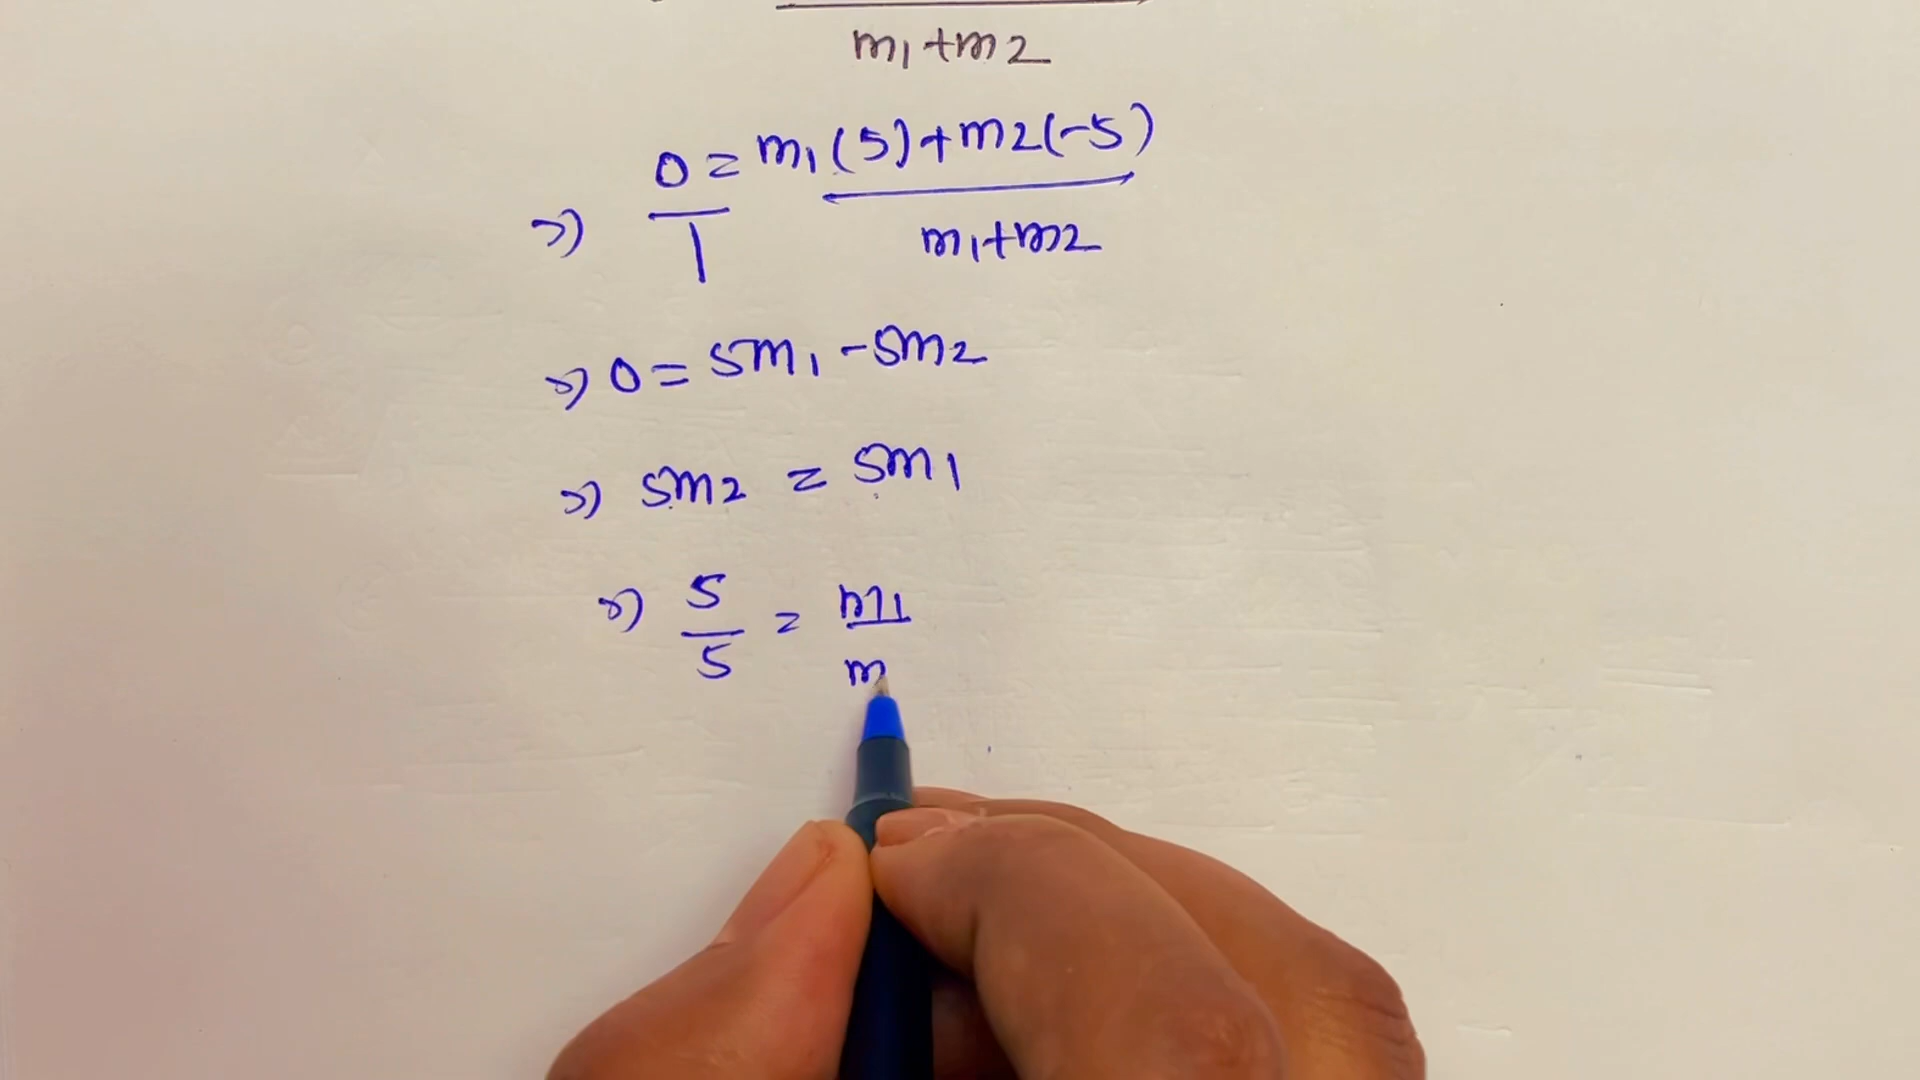 m1+m2
=> 0/1 = m1(5)+m2(-5)/m1+m2
=> 0 = 5m1 - 5m2
=> 5m2 = 5m1
=> 5/5 = m1/m